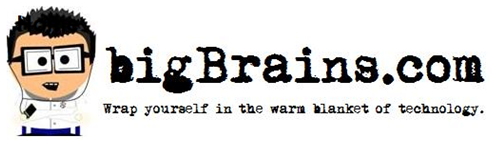 bigBrains.com
Wrap yourself in the warm blanket of technology.